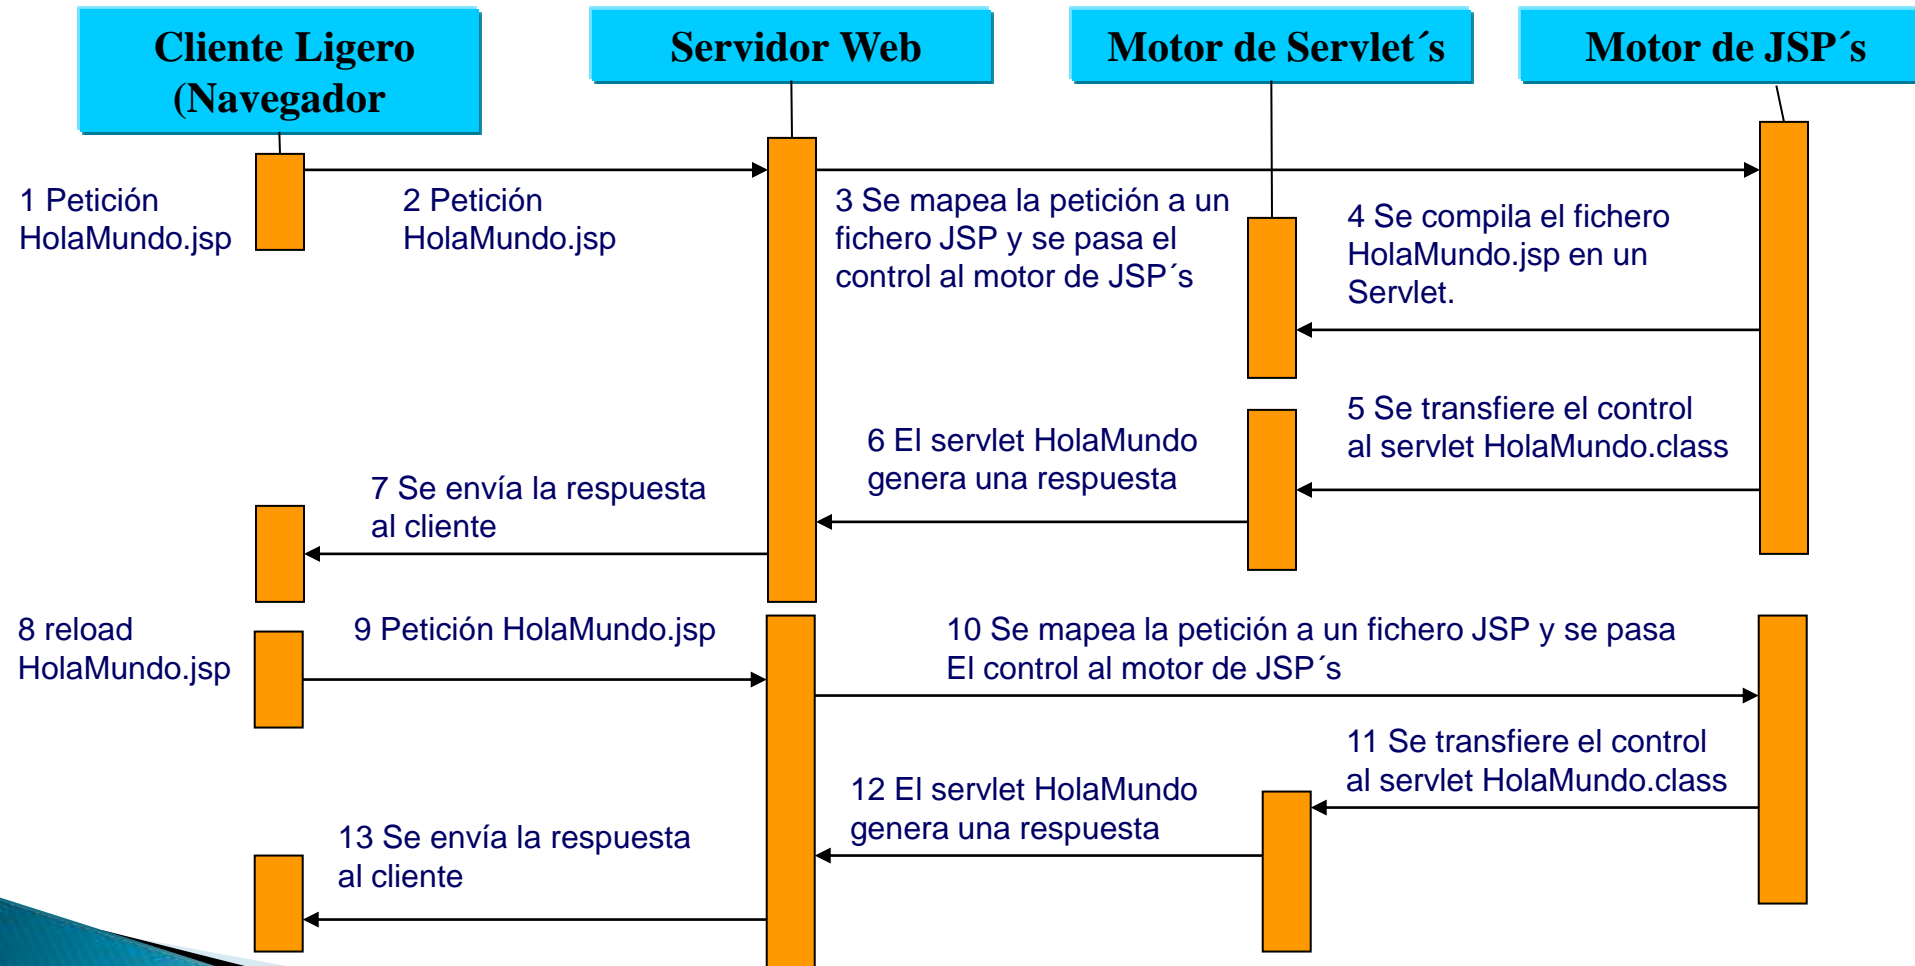 Cliente Ligero
(Navegador
Servidor Web
Motor de Servlet´s
Motor de JSP´s
1 Petición
HolaMundo.jsp
2 Petición
HolaMundo.jsp
3 Se mapea la petición a un
fichero JSP y se pasa el
control al motor de JSP´s
4 Se compila el fichero
HolaMundo.jsp en un
Servlet.
5 Se transfiere el control
al servlet HolaMundo.class
6 El servlet HolaMundo
genera una respuesta
7 Se envía la respuesta
al cliente
8 reload
HolaMundo.jsp
9 Petición HolaMundo.jsp
10 Se mapea la petición a un fichero JSP y se pasa
El control al motor de JSP´s
11 Se transfiere el control
al servlet HolaMundo.class
12 El servlet HolaMundo
genera una respuesta
13 Se envía la respuesta
al cliente